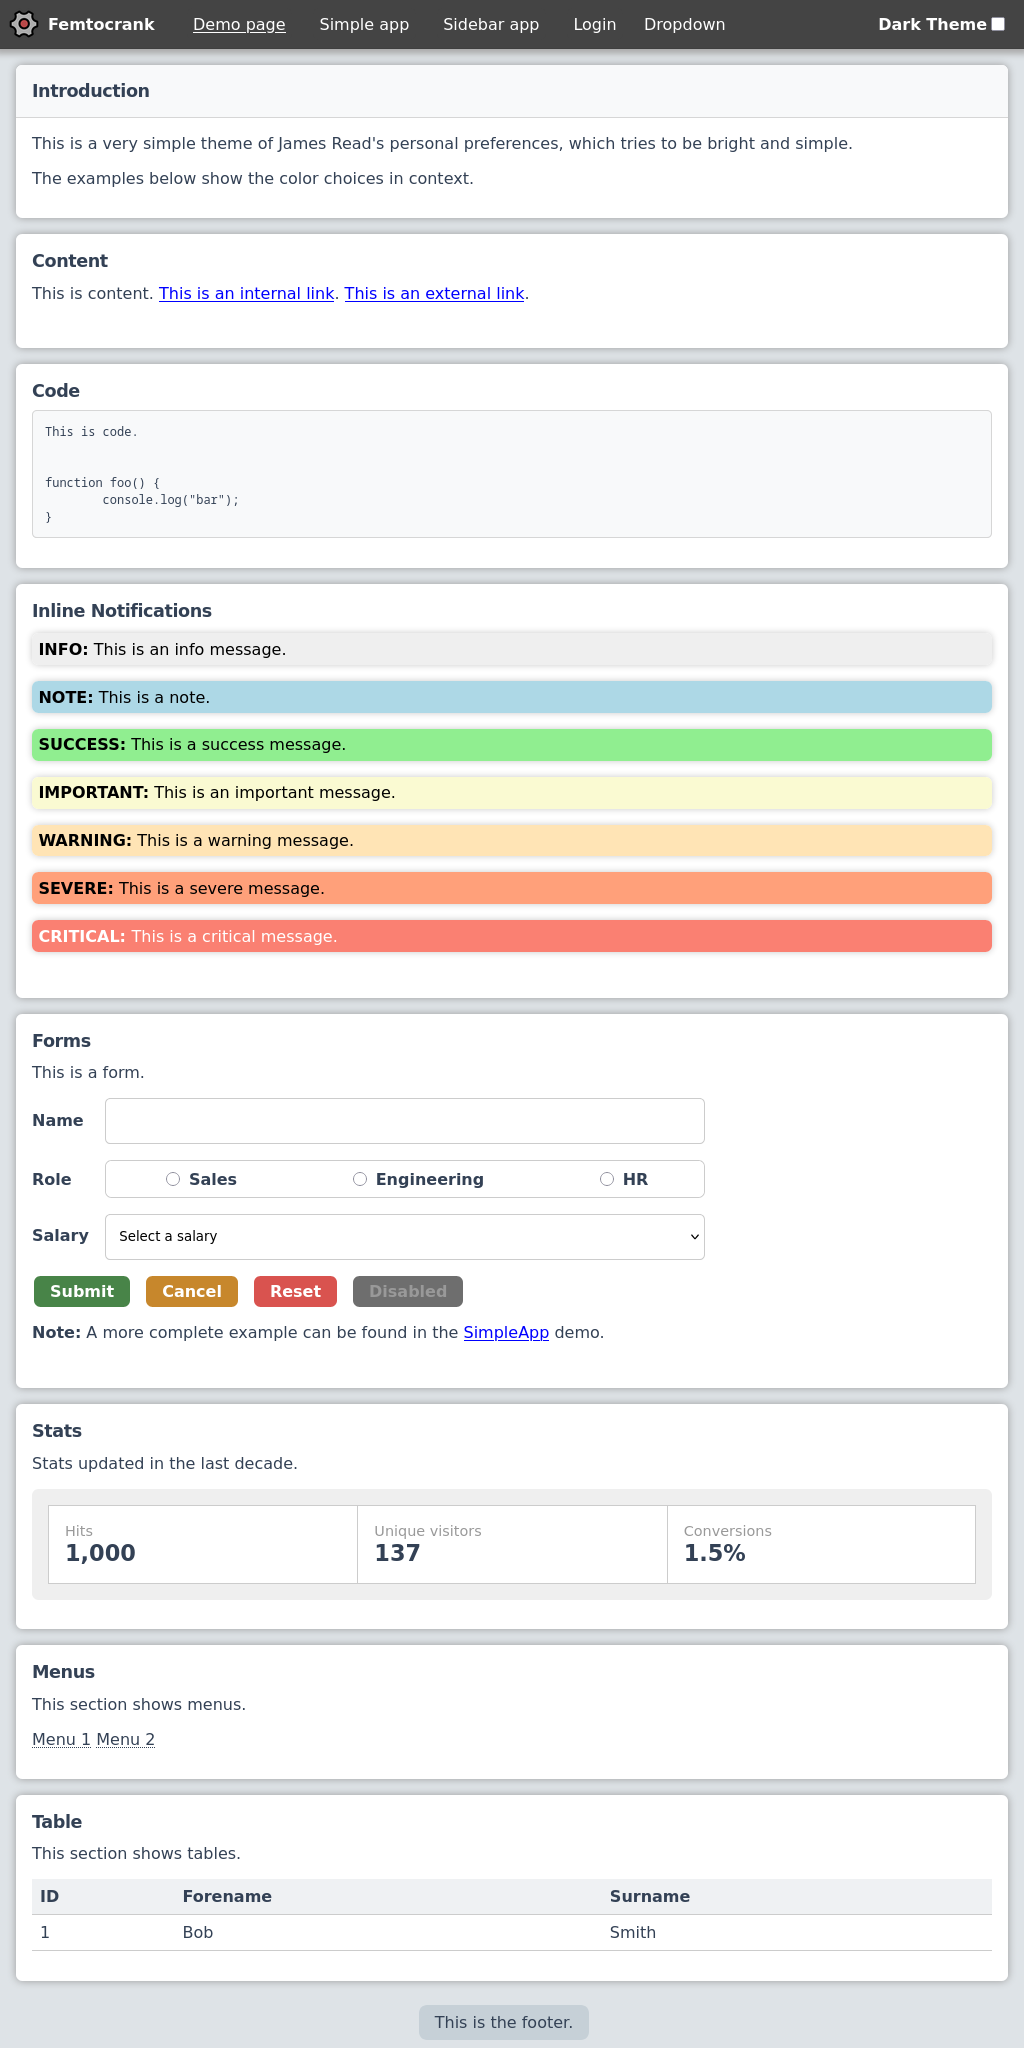 Femtocrank Demo page Simple app Sidebar app Login Dropdown Dark Theme
Introduction
This is a very simple theme of James Read's personal preferences, which tries to be bright and simple.
The examples below show the color choices in context.
Content
This is content. This is an internal link. This is an external link.
Code
This is code.
function foo() {
console.log("bar");
}
Inline Notifications
INFO: This is an info message.
NOTE: This is a note.
SUCCESS: This is a success message.
IMPORTANT: This is an important message.
WARNING: This is a warning message.
SEVERE: This is a severe message.
CRITICAL: This is a critical message.
Forms
This is a form.
Name
Role Sales Engineering HR
Salary Select a salary
Submit Cancel Reset Disabled
Note: A more complete example can be found in the SimpleApp demo.
Stats
Stats updated in the last decade.
Hits Unique visitors Conversions
1,000 137 1.5%
Menus
This section shows menus.
Menu 1 Menu 2
Table
This section shows tables.
ID Forename Surname
1 Bob Smith
This is the footer.